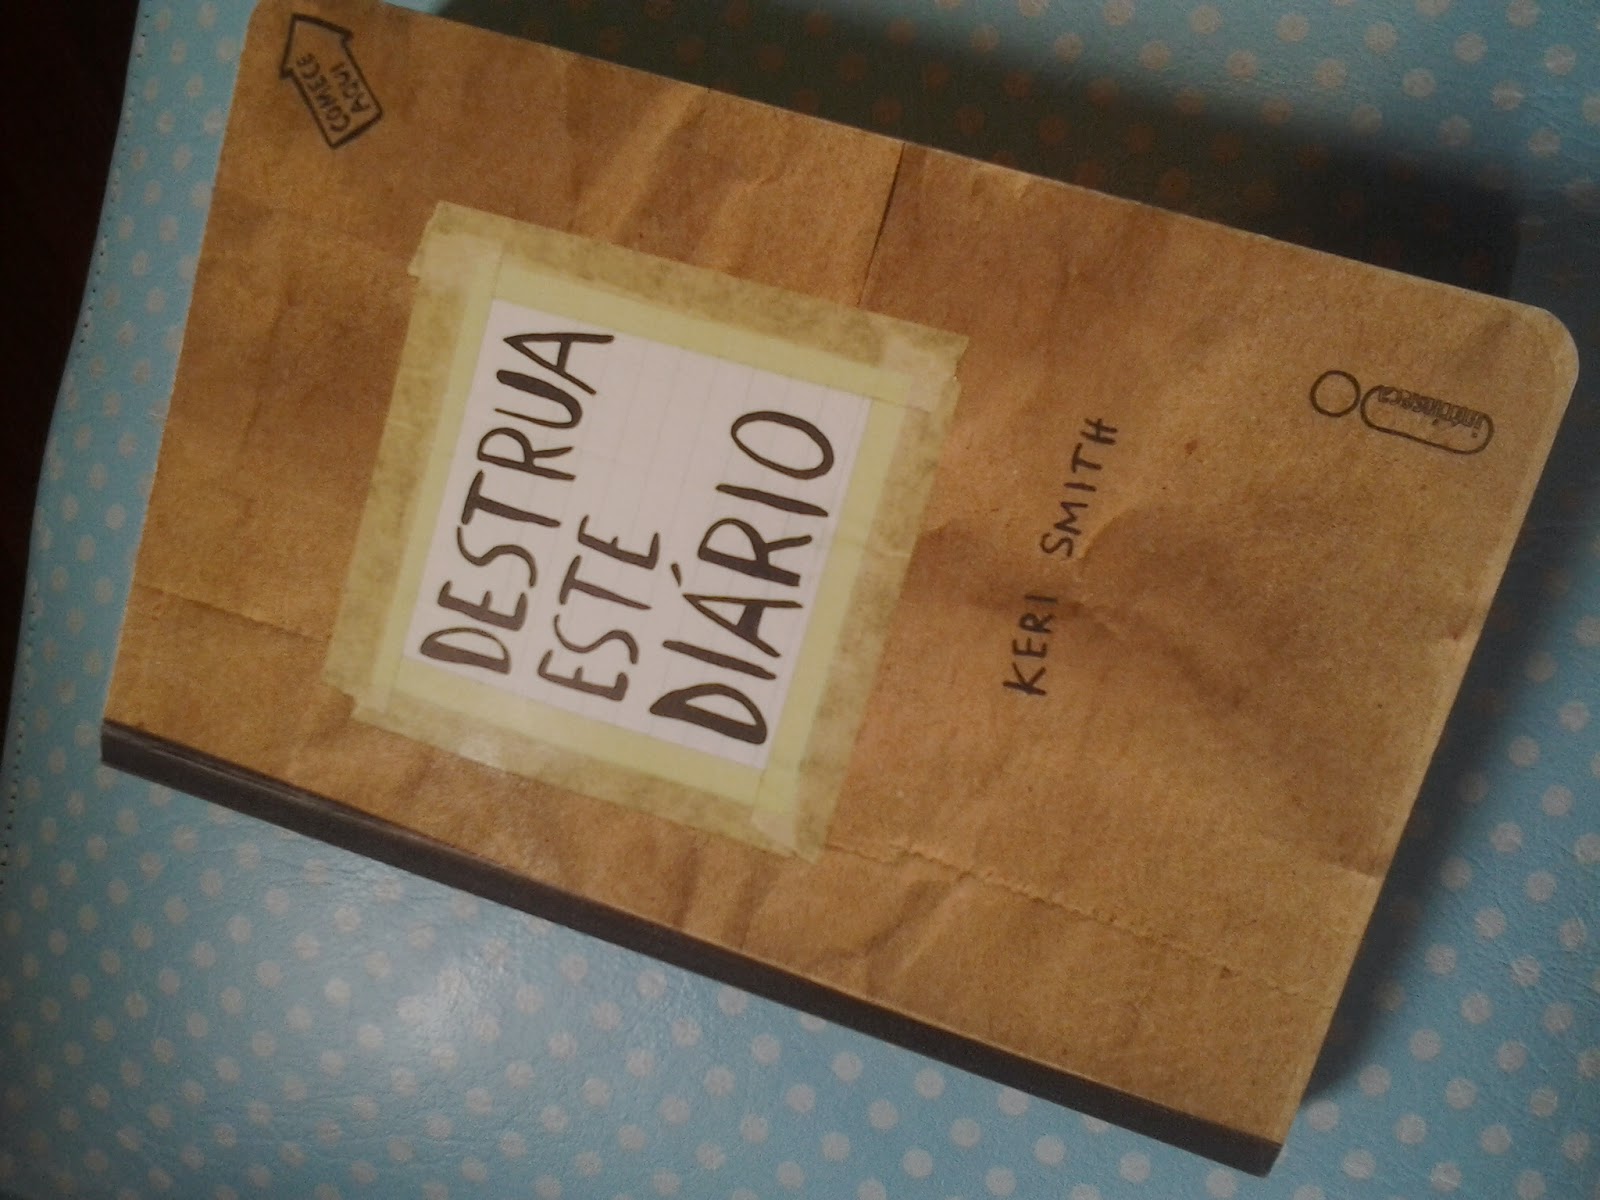 COMECE
AQUI
DESTRUA
ESTE
DIÁRIO
KERI SMITH
intrínseca